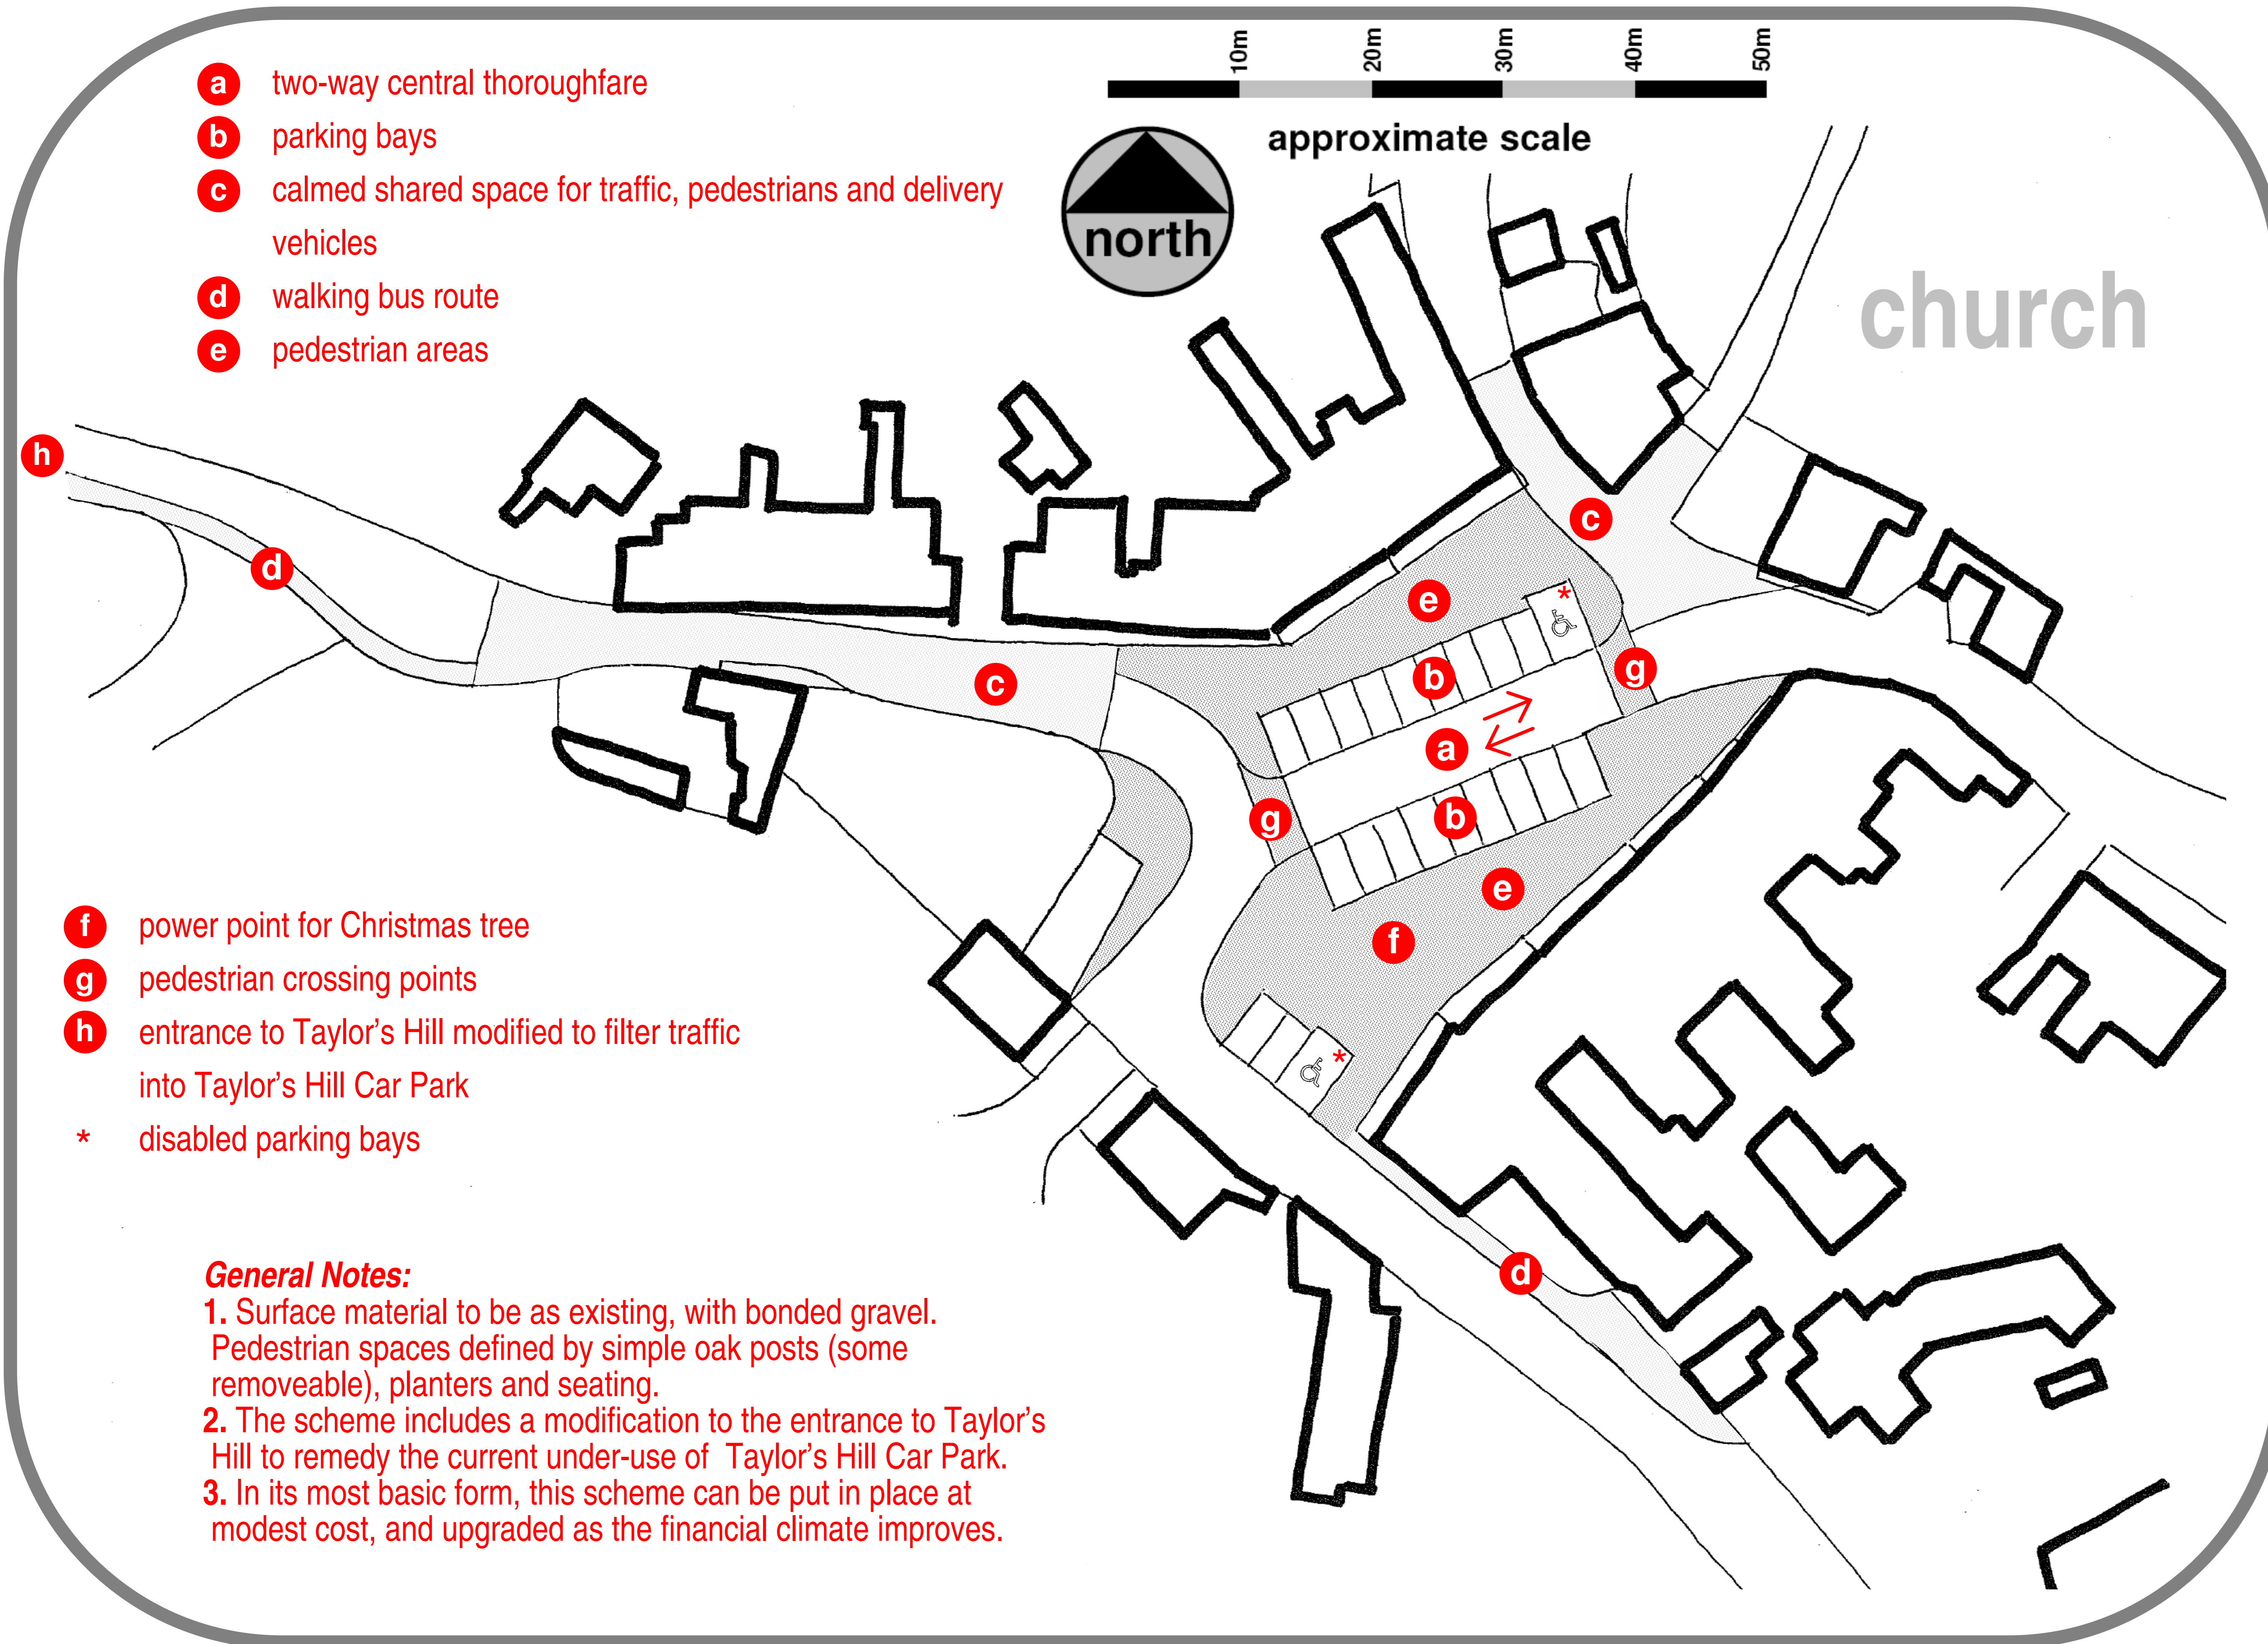 a two-way central thoroughfare
b parking bays
c calmed shared space for traffic, pedestrians and delivery
vehicles
d walking bus route
e pedestrian areas
10m 20m 30m 40m 50m
approximate scale
north
church
h
d
c
c
e
b
g
a
b
g
e
f
*
*
d
f power point for Christmas tree
g pedestrian crossing points
h entrance to Taylor's Hill modified to filter traffic
into Taylor's Hill Car Park
* disabled parking bays
General Notes:
1. Surface material to be as existing, with bonded gravel.
Pedestrian spaces defined by simple oak posts (some
removeable), planters and seating.
2. The scheme includes a modification to the entrance to Taylor's
Hill to remedy the current under-use of Taylor's Hill Car Park.
3. In its most basic form, this scheme can be put in place at
modest cost, and upgraded as the financial climate improves.